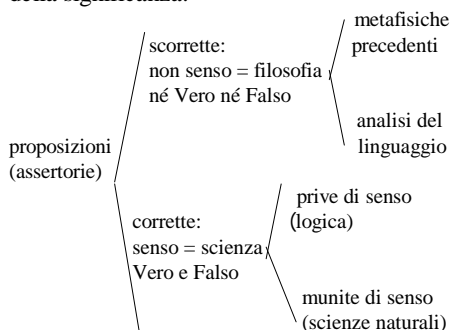 della significanza.
metafisiche
precedenti
scorrette:
non senso = filosofia
né Vero né Falso
analisi del
linguaggio
proposizioni
(assertorie)
prive di senso
(logica)
corrette:
senso = scienza
Vero e Falso
munite di senso
(scienze naturali)